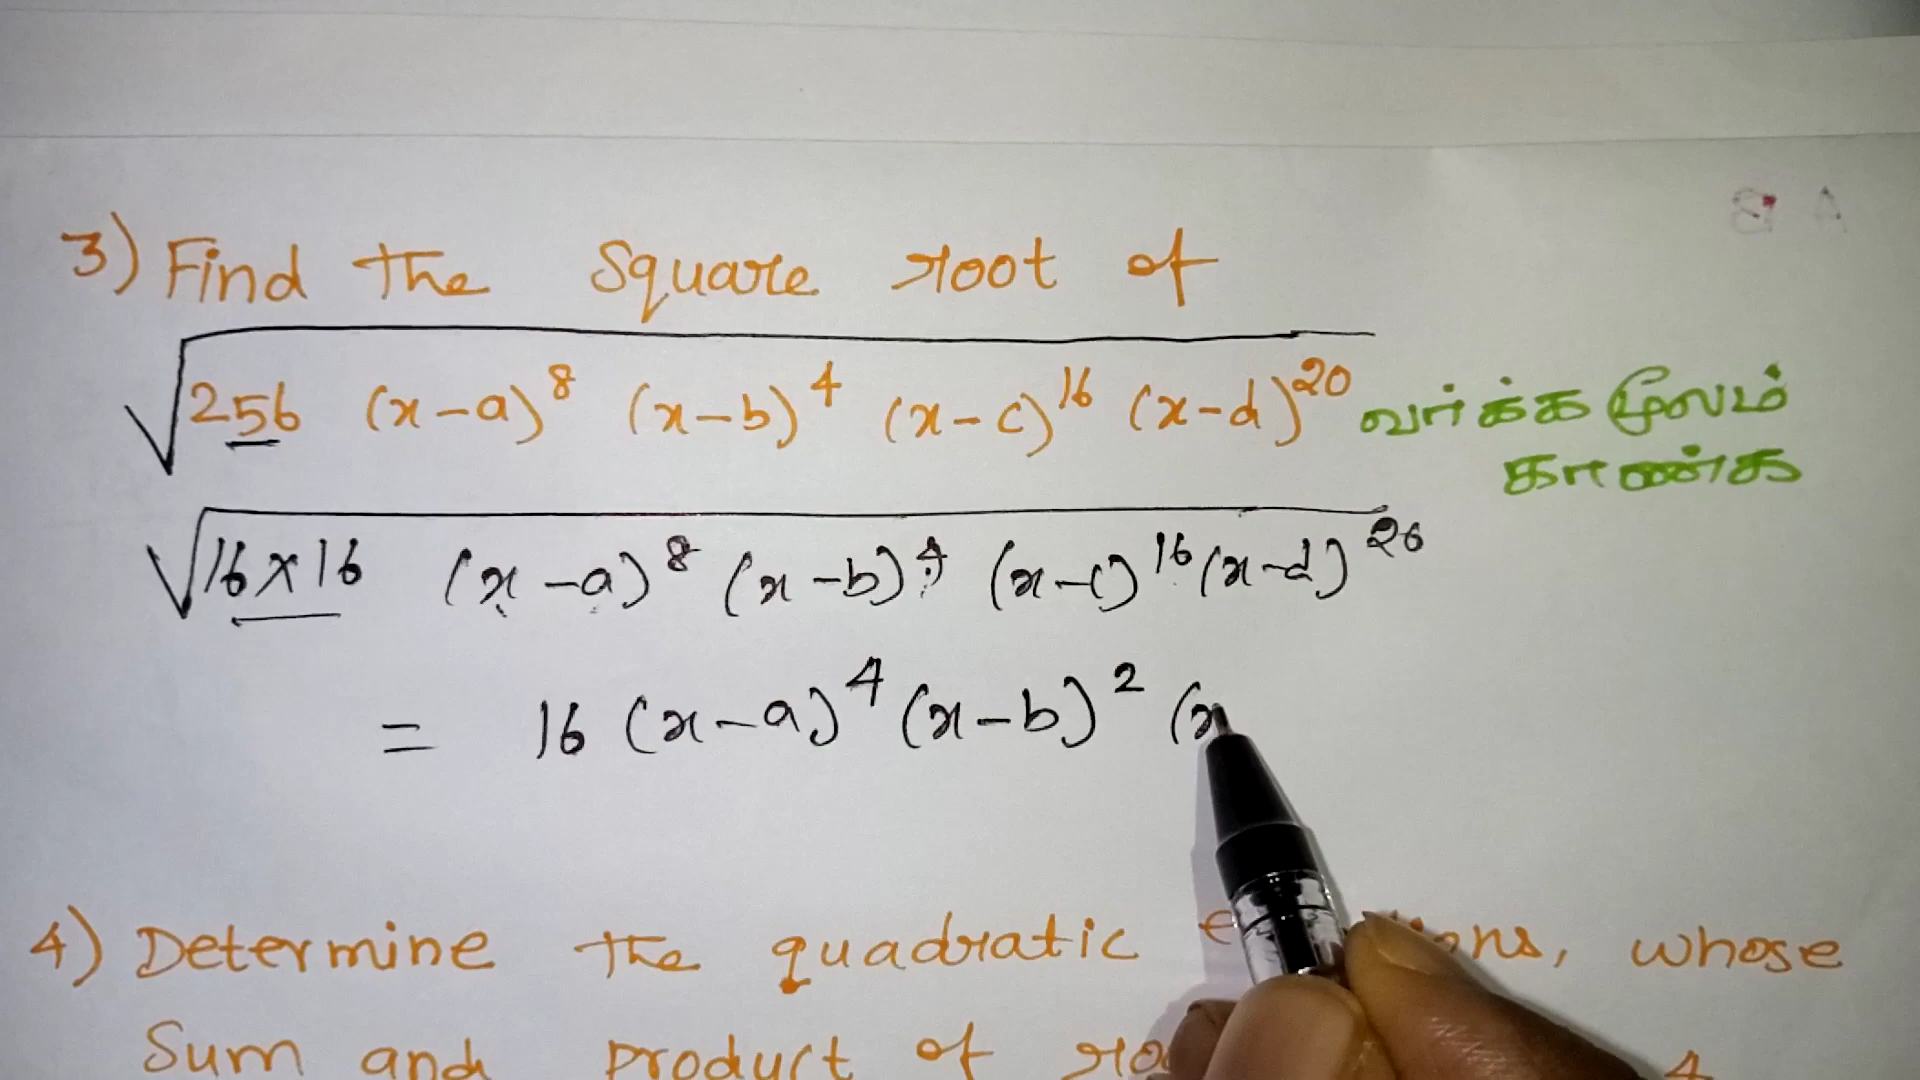 3) Find the Square root of
√256 (x-a)⁸ (x-b)⁴ (x-c)¹⁶ (x-d)²⁰ வர்க்க மூலம்
காண்க
√16×16 (x-a)⁸ (x-b)⁴ (x-c)¹⁶ (x-d)²⁰
= 16 (x-a)⁴ (x-b)² (x
4) Determine the quadratic whose
Sum and product of